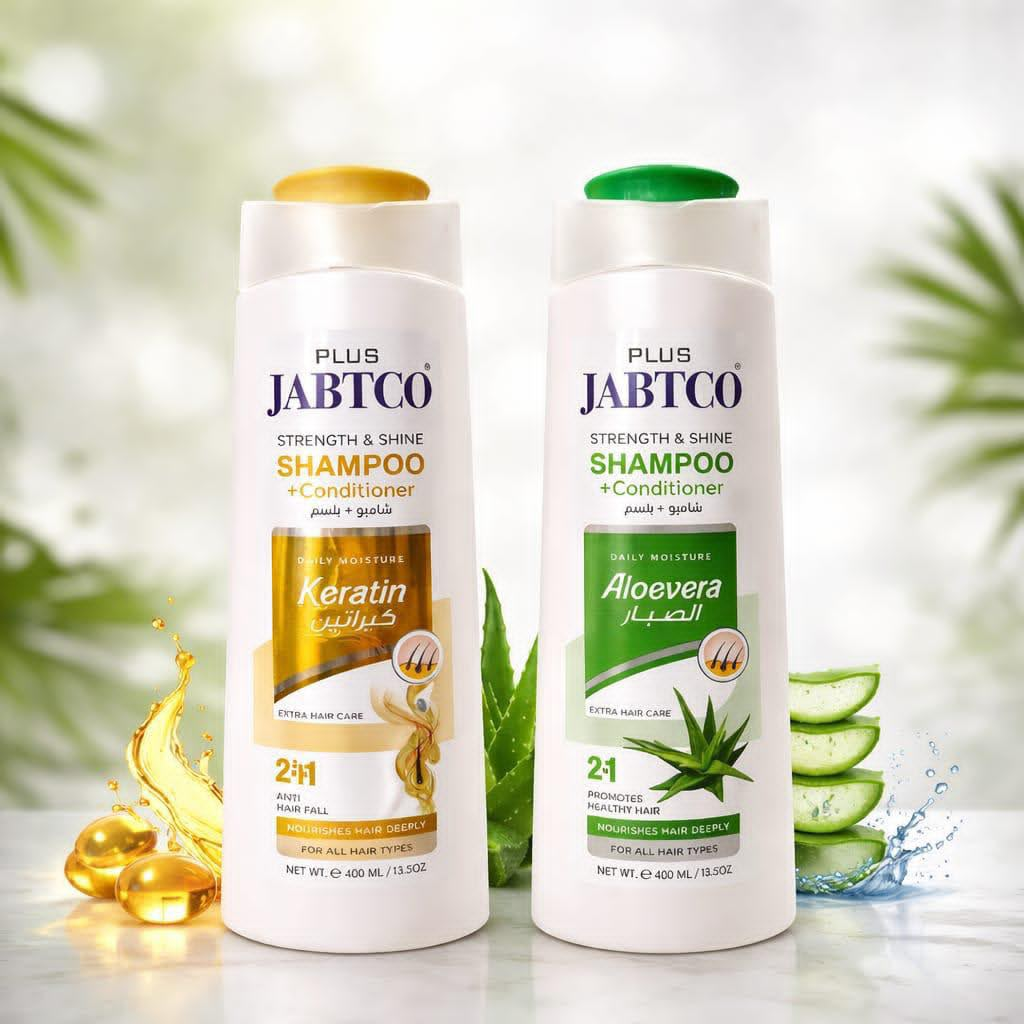 PLUS
JABTCO®
STRENGTH & SHINE
SHAMPOO
+Conditioner
شامبو + بلسم
DAILY MOISTURE
Keratin
كيراتين
EXTRA HAIR CARE
2in1
ANTI
HAIR FALL
NOURISHES HAIR DEEPLY
FOR ALL HAIR TYPES
NET WT. ℮ 400 ML / 13.5OZ
PLUS
JABTCO®
STRENGTH & SHINE
SHAMPOO
+Conditioner
شامبو + بلسم
DAILY MOISTURE
Aloevera
الصبار
EXTRA HAIR CARE
2in1
PROMOTES
HEALTHY HAIR
NOURISHES HAIR DEEPLY
FOR ALL HAIR TYPES
NET WT. ℮ 400 ML / 13.5OZ